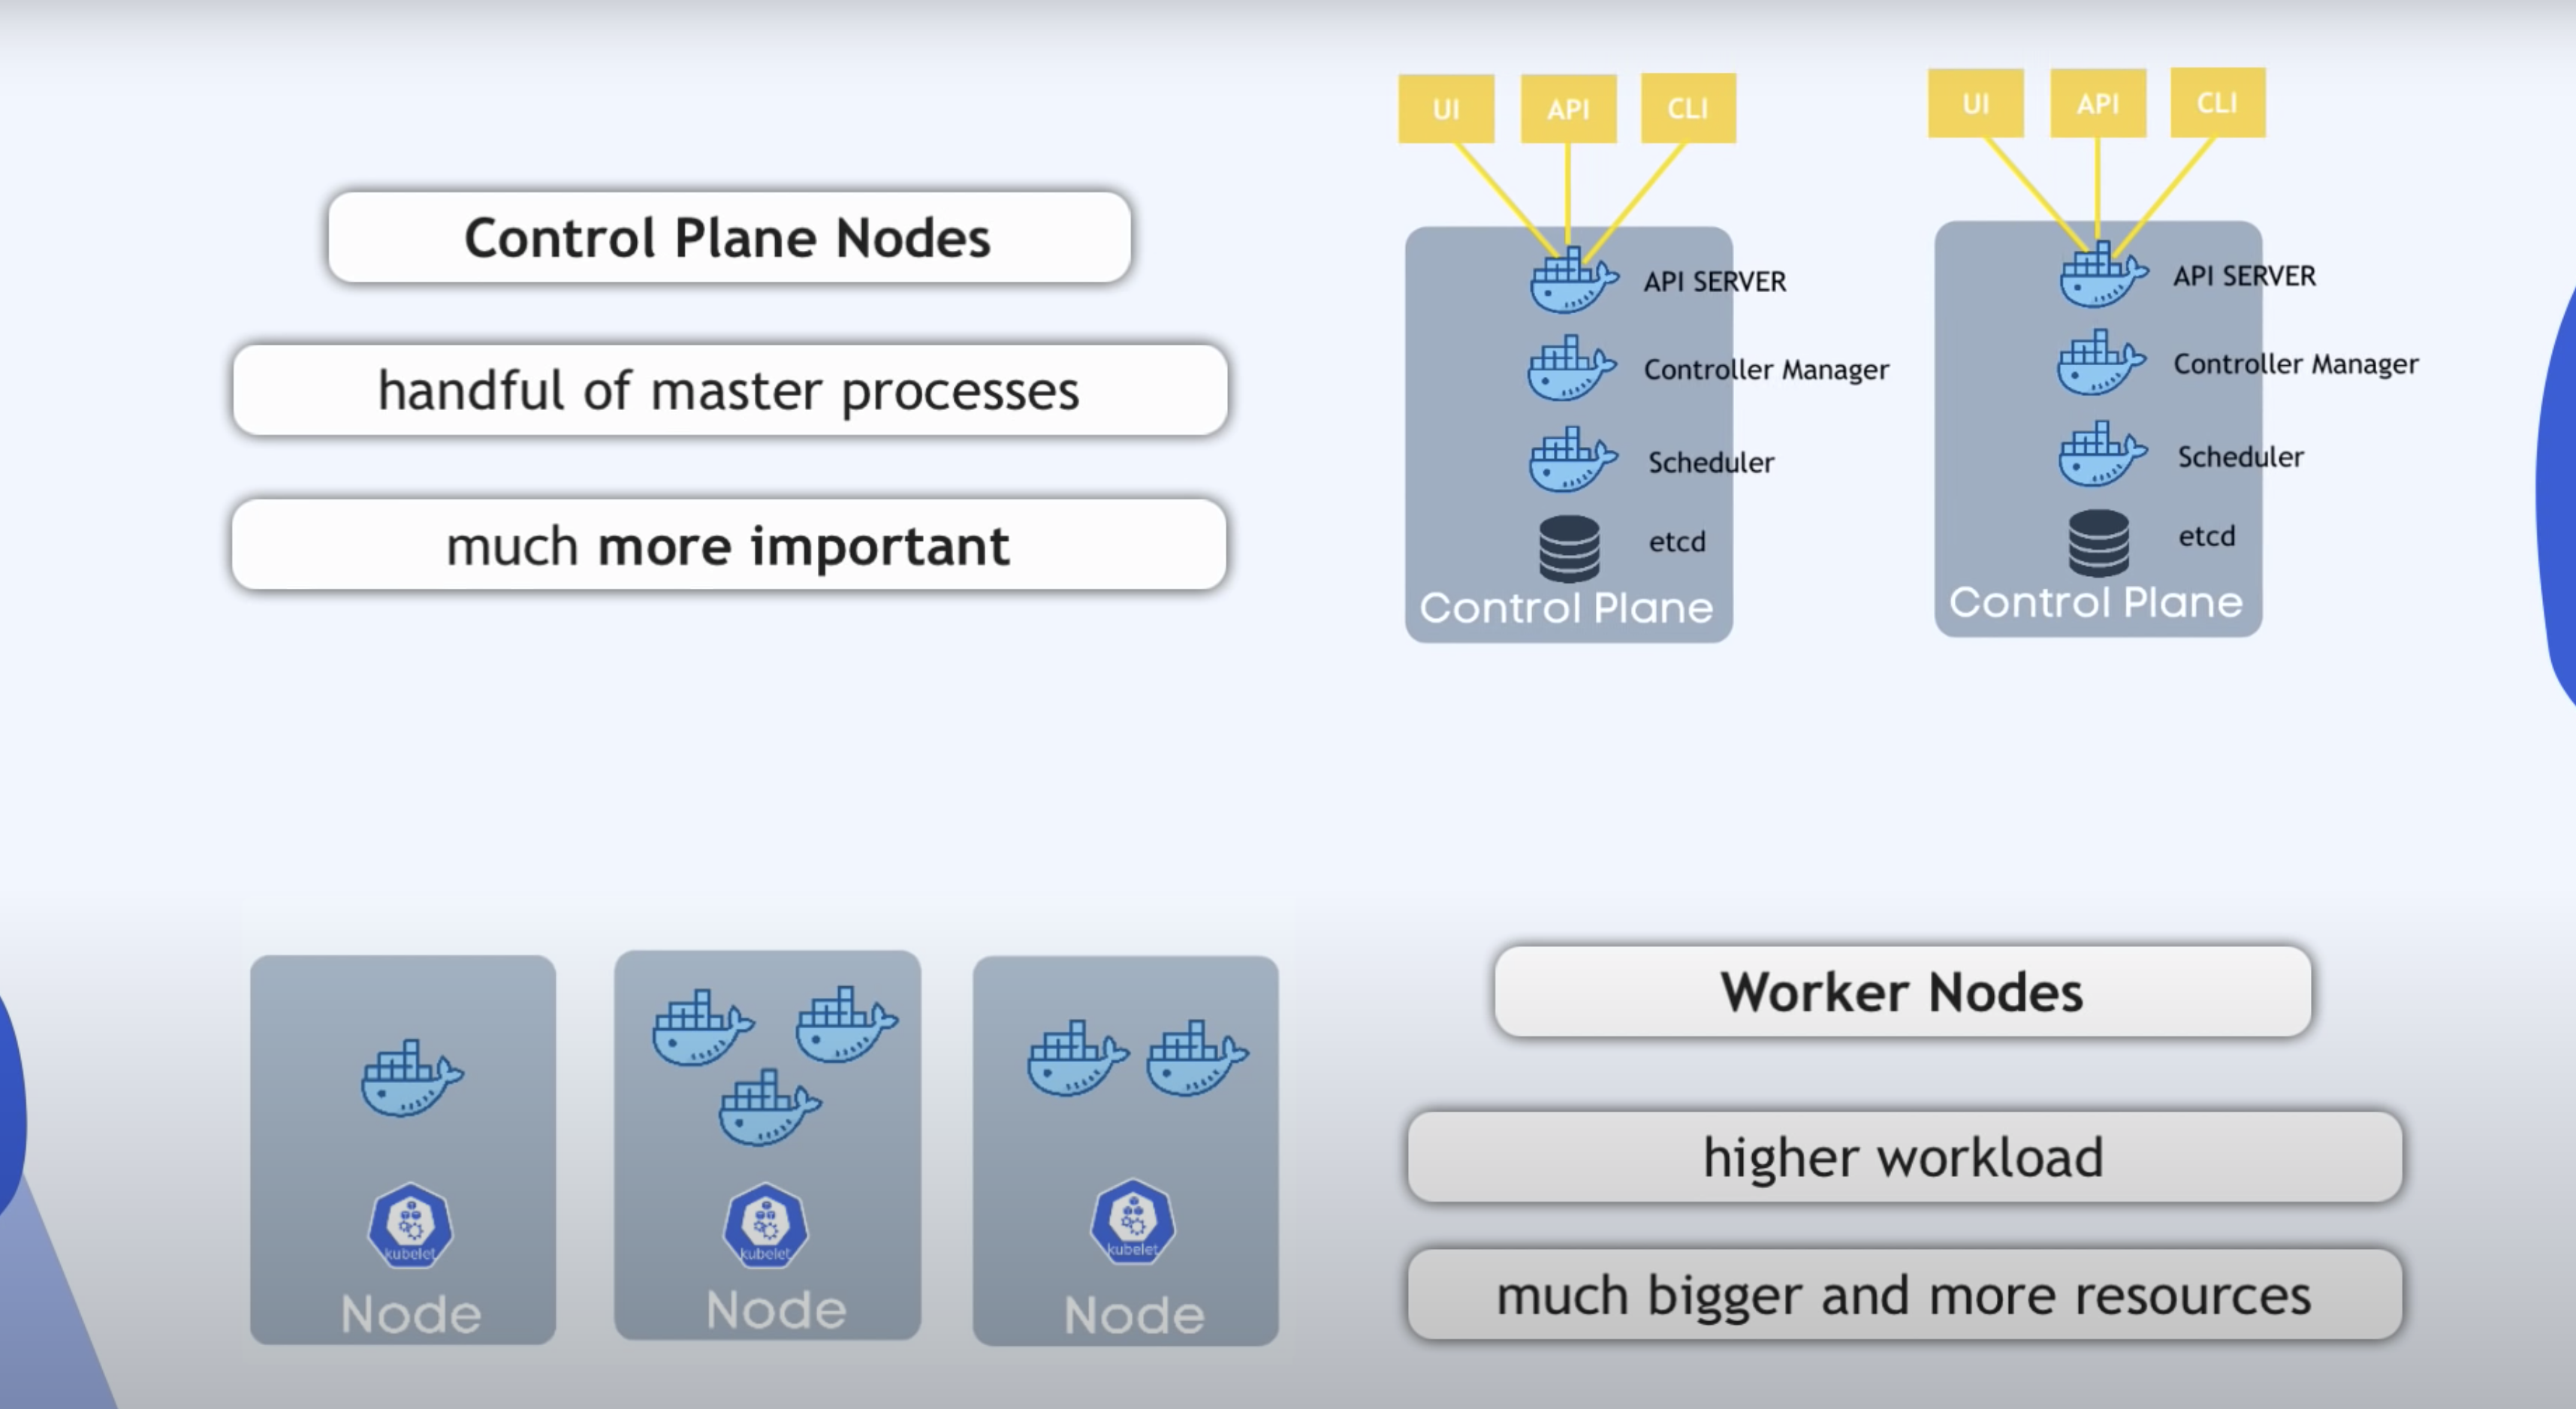 Control Plane Nodes
handful of master processes
much more important
UI
API
CLI
API SERVER
Controller Manager
Scheduler
etcd
Control Plane
UI
API
CLI
API SERVER
Controller Manager
Scheduler
etcd
Control Plane
kubelet
Node
kubelet
Node
kubelet
Node
Worker Nodes
higher workload
much bigger and more resources